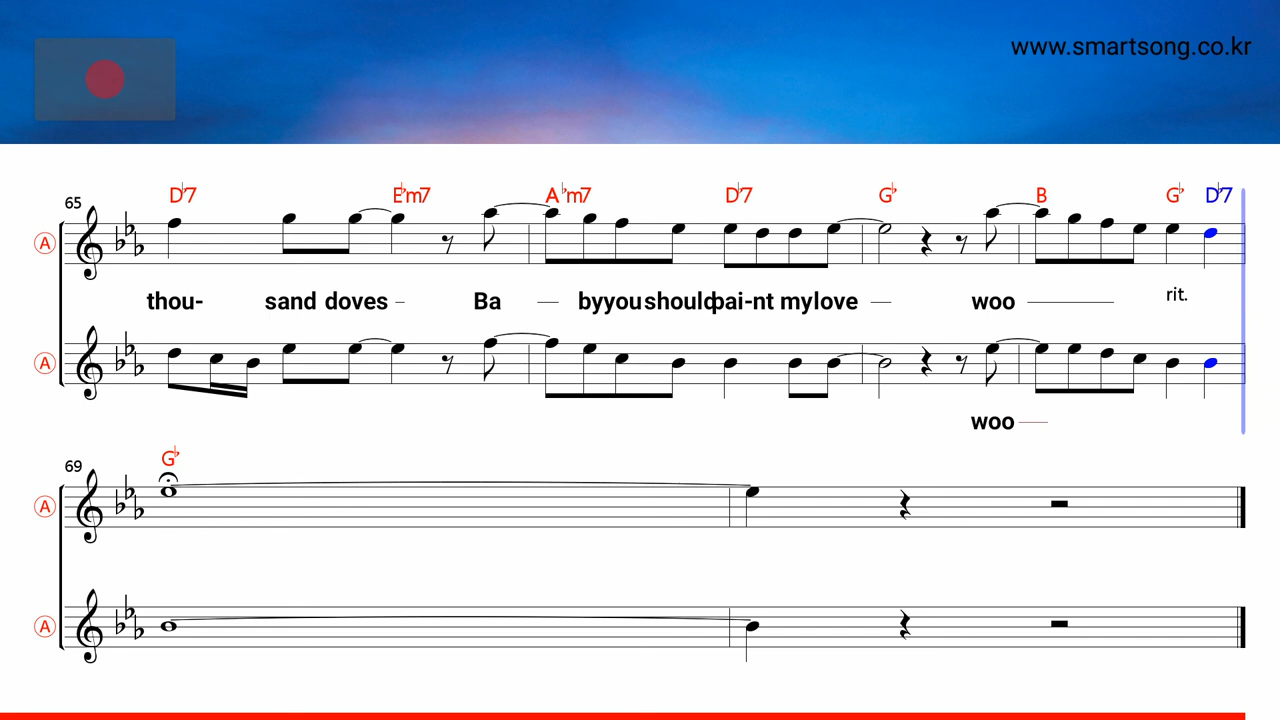 www.smartsong.co.kr
65 D♭7 E♭m7 A♭m7 D♭7 G♭ B G♭ D♭7
A
thou- sand doves – Ba — byyoushouldpai-nt mylove — woo — rit.
A
woo —
69 G♭
A
A